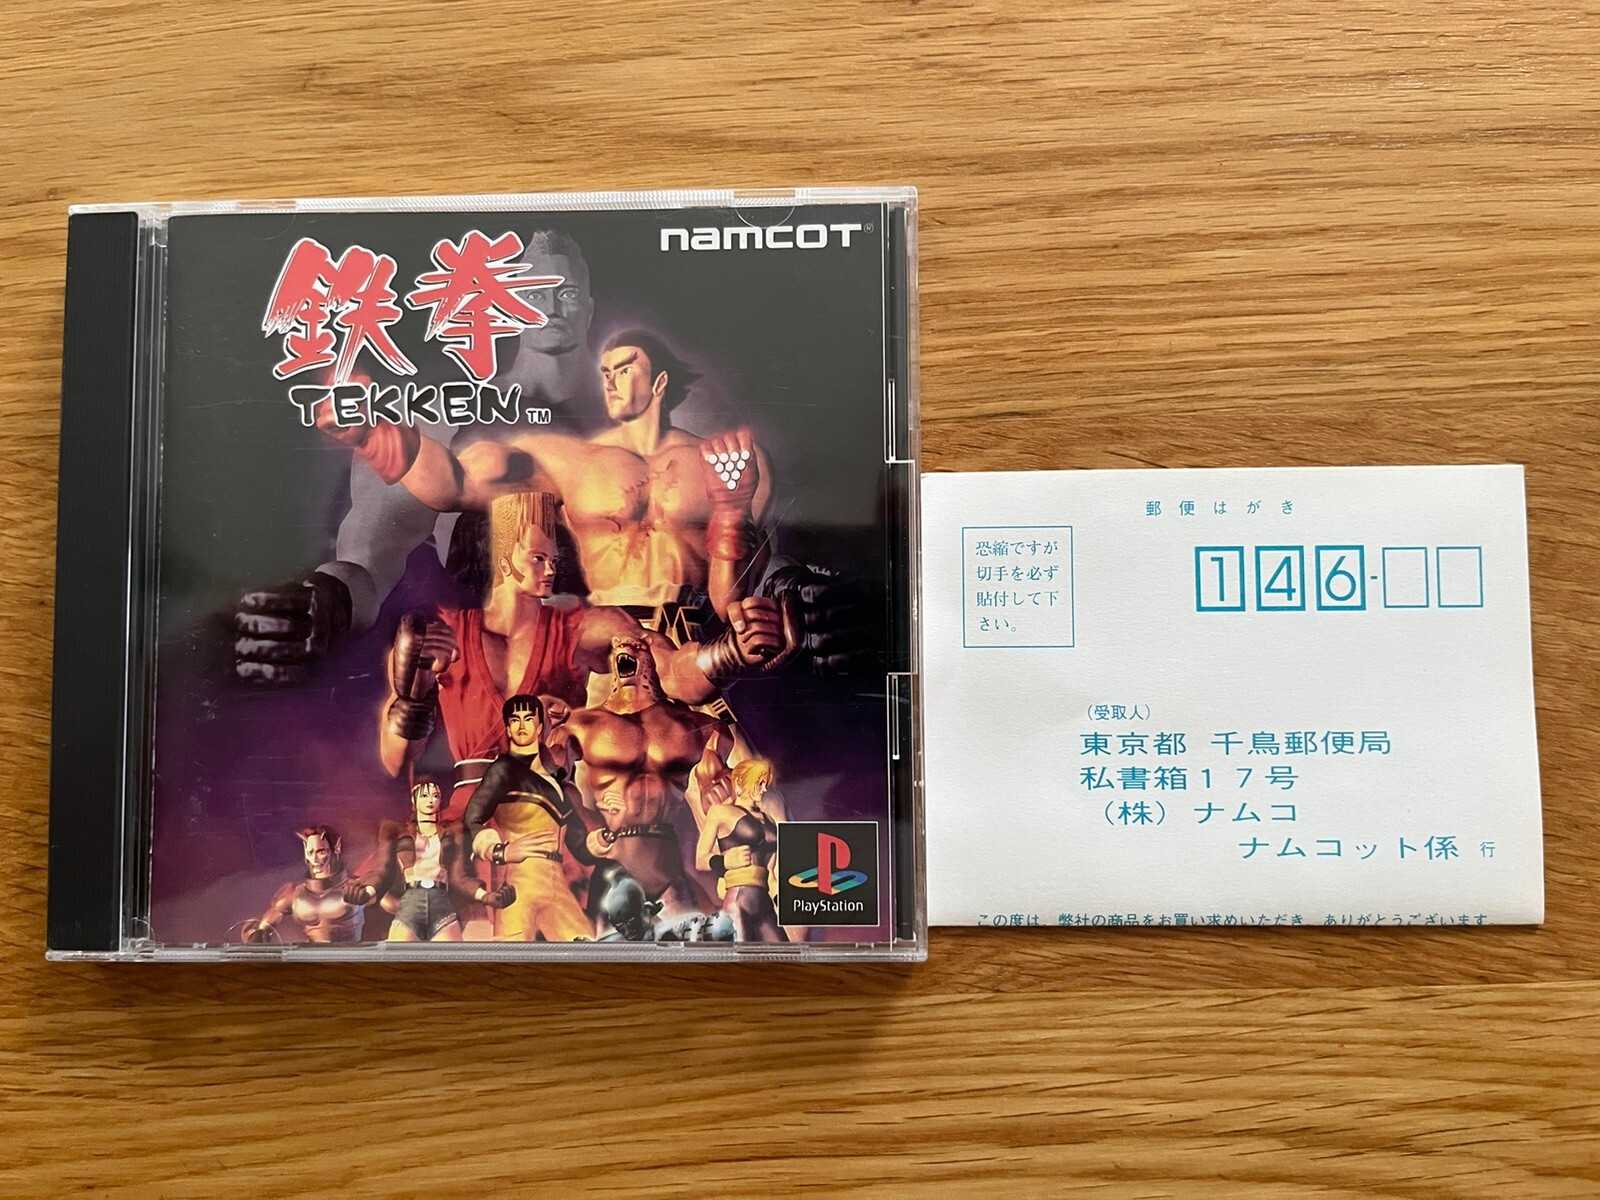 鉄拳
TEKKEN™
namcot®
PlayStation
郵便はがき
恐縮ですが
切手を必ず
貼付して下
さい。
146-
(受取人)
東京都 千鳥郵便局
私書箱17号
(株)ナムコ
ナムコット係 行
この度は、弊社の商品をお買い求めいただき、ありがとうございます。